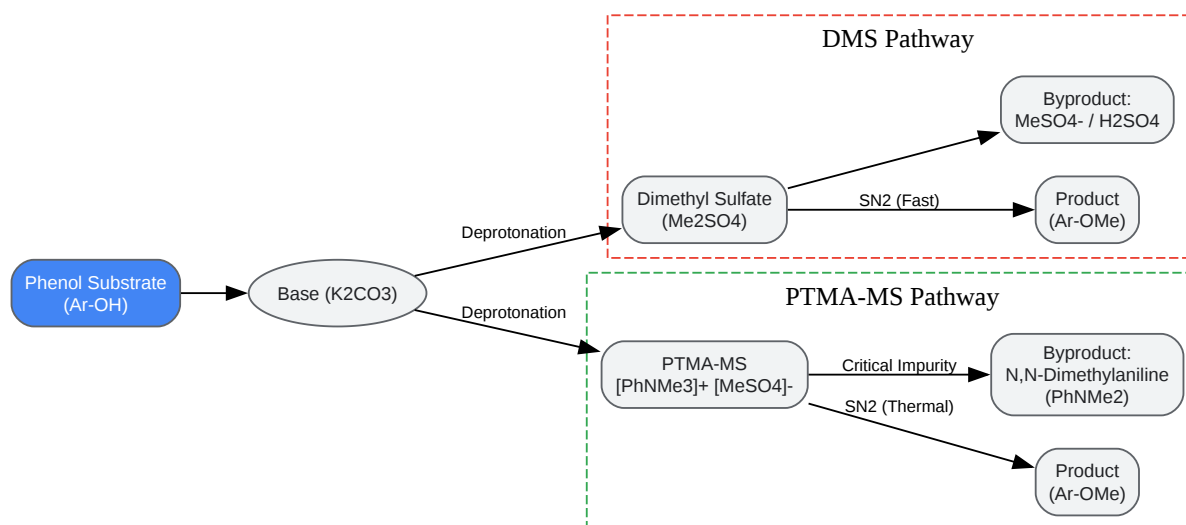 Phenol Substrate
(Ar-OH)
Base (K2CO3)
Deprotonation
Deprotonation
DMS Pathway
Dimethyl Sulfate
(Me2SO4)
Byproduct:
MeSO4- / H2SO4
SN2 (Fast)
Product
(Ar-OMe)
PTMA-MS Pathway
PTMA-MS
[PhNMe3]+ [MeSO4]-
Critical Impurity
Byproduct:
N,N-Dimethylaniline
(PhNMe2)
SN2 (Thermal)
Product
(Ar-OMe)